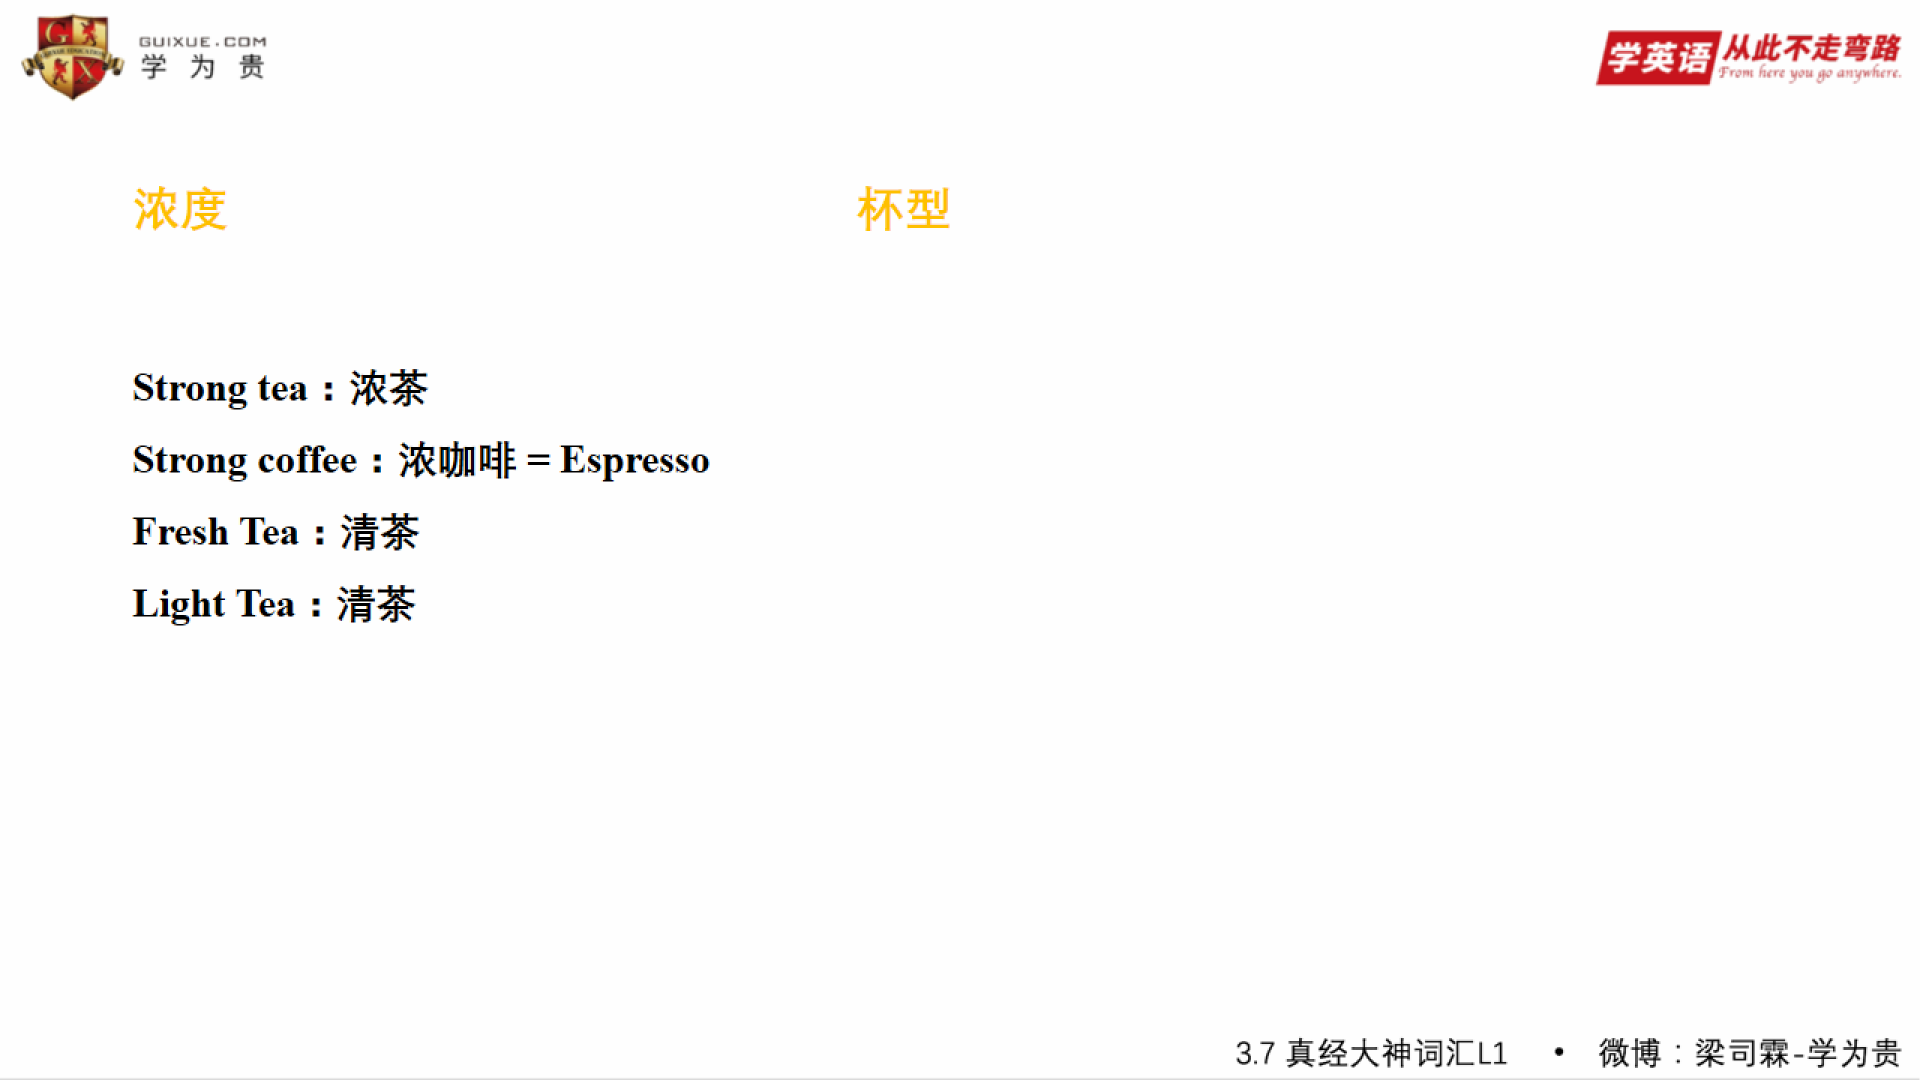 GUIXUE.COM
学为贵
学英语 从此不走弯路
From here you go anywhere.
浓度
杯型
Strong tea：浓茶
Strong coffee：浓咖啡 = Espresso
Fresh Tea：清茶
Light Tea：清茶
3.7 真经大神词汇L1 • 微博：梁司霖-学为贵